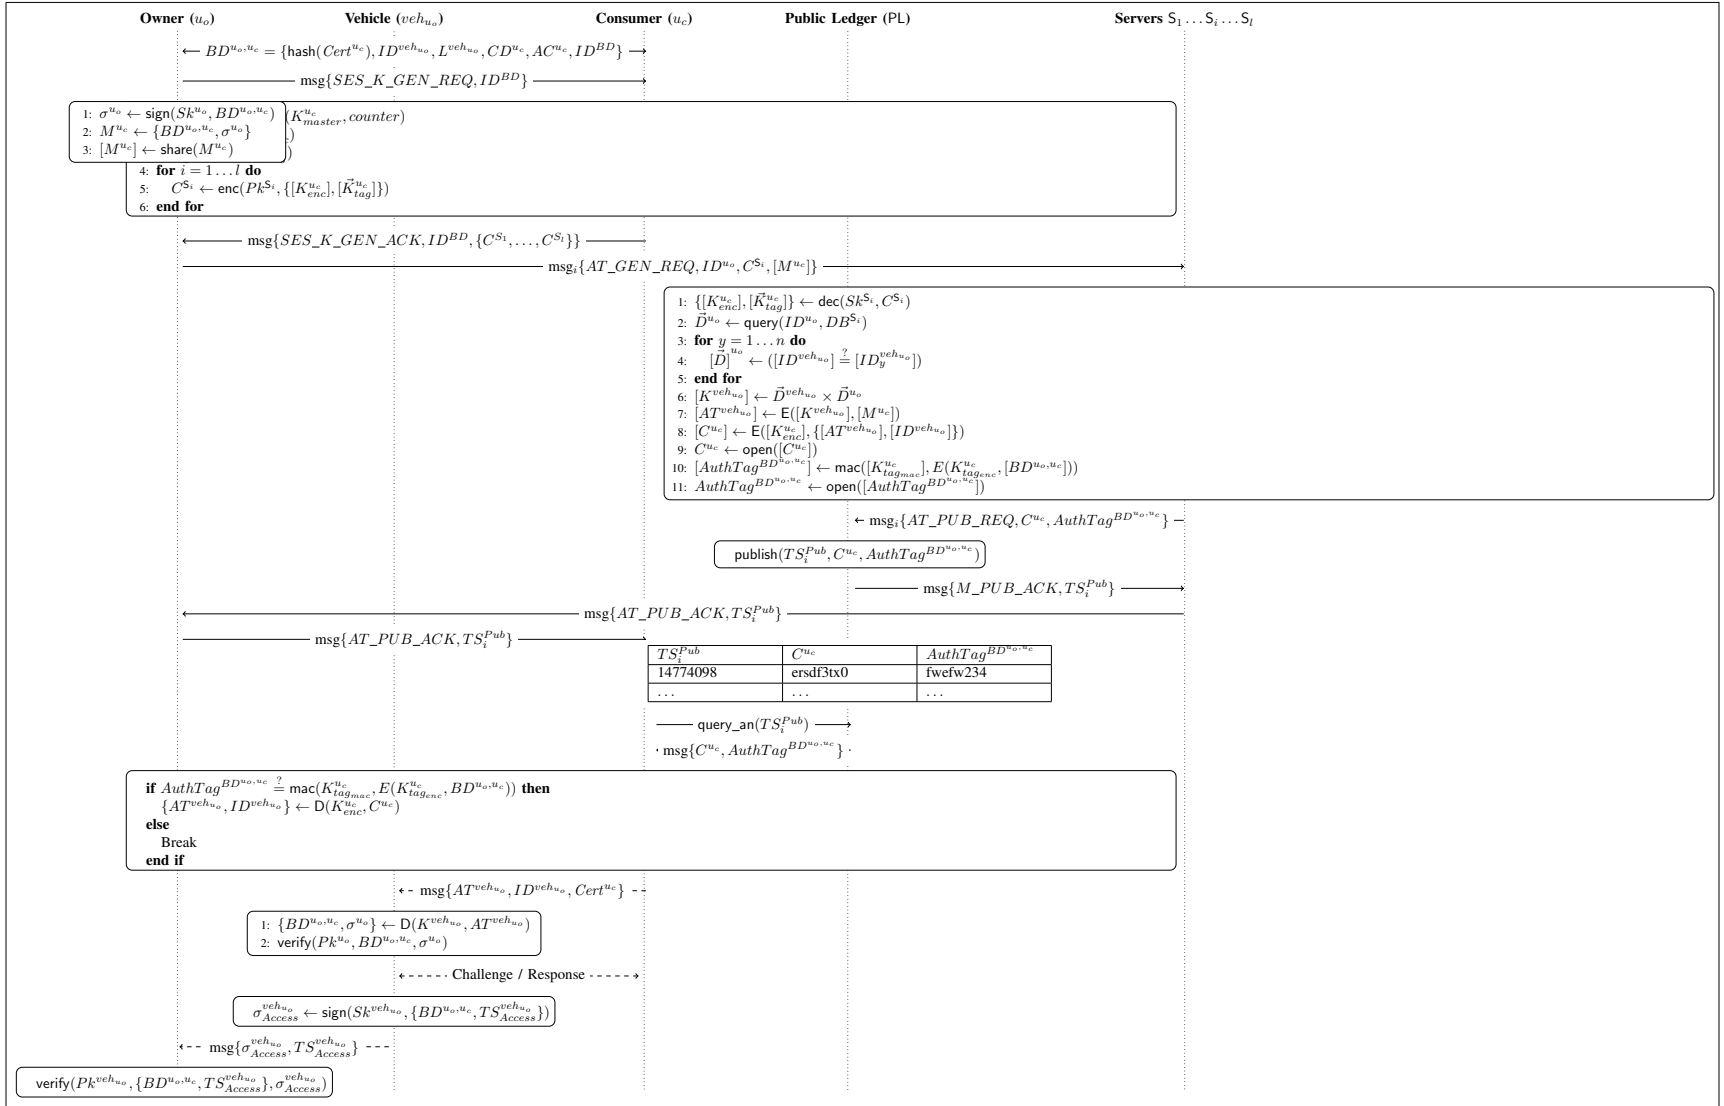 Owner (u_o) Vehicle (veh_{u_o}) Consumer (u_c) Public Ledger (PL) Servers S_1 … S_i … S_l
BD^{u_o,u_c} = {hash(Cert^{u_c}), ID^{veh_{u_o}}, L^{veh_{u_o}}, CD^{u_c}, AC^{u_c}, ID^{BD}}
msg{SES_K_GEN_REQ, ID^{BD}}
1: σ^{u_o} ← sign(Sk^{u_o}, BD^{u_o,u_c})
2: M^{u_c} ← {BD^{u_o,u_c}, σ^{u_o}}
3: [M^{u_c}] ← share(M^{u_c})
(K^{u_c}_{master}, counter)
)
)
4: for i = 1 … l do
5: C^{S_i} ← enc(Pk^{S_i}, {[K^{u_c}_{enc}], [K⃗^{u_c}_{tag}]})
6: end for
msg{SES_K_GEN_ACK, ID^{BD}, {C^{S_1}, …, C^{S_l}}}
msg_i{AT_GEN_REQ, ID^{u_o}, C^{S_i}, [M^{u_c}]}
1: {[K^{u_c}_{enc}], [K⃗^{u_c}_{tag}]} ← dec(Sk^{S_i}, C^{S_i})
2: D⃗^{u_o} ← query(ID^{u_o}, DB^{S_i})
3: for y = 1 … n do
4: [D⃗]^{u_o} ← ([ID^{veh_{u_o}}] ?= [ID_y^{veh_{u_o}}])
5: end for
6: [K^{veh_{u_o}}] ← D⃗^{veh_{u_o}} × D⃗^{u_o}
7: [AT^{veh_{u_o}}] ← E([K^{veh_{u_o}}], [M^{u_c}])
8: [C^{u_c}] ← E([K^{u_c}_{enc}], {[AT^{veh_{u_o}}], [ID^{veh_{u_o}}]})
9: C^{u_c} ← open([C^{u_c}])
10: [AuthTag^{BD^{u_o,u_c}}] ← mac([K^{u_c}_{tag_{mac}}], E(K^{u_c}_{tag_{enc}}, [BD^{u_o,u_c}]))
11: AuthTag^{BD^{u_o,u_c}} ← open([AuthTag^{BD^{u_o,u_c}}])
msg_i{AT_PUB_REQ, C^{u_c}, AuthTag^{BD^{u_o,u_c}}}
publish(TS_i^{Pub}, C^{u_c}, AuthTag^{BD^{u_o,u_c}})
msg{M_PUB_ACK, TS_i^{Pub}}
msg{AT_PUB_ACK, TS_i^{Pub}}
msg{AT_PUB_ACK, TS_i^{Pub}}
TS_i^{Pub} C^{u_c} AuthTag^{BD^{u_o,u_c}}
14774098 ersdf3tx0 fwefw234
… … …
query_an(TS_i^{Pub})
msg{C^{u_c}, AuthTag^{BD^{u_o,u_c}}}
if AuthTag^{BD^{u_o,u_c}} ?= mac(K^{u_c}_{tag_{mac}}, E(K^{u_c}_{tag_{enc}}, BD^{u_o,u_c})) then
{AT^{veh_{u_o}}, ID^{veh_{u_o}}} ← D(K^{u_c}_{enc}, C^{u_c})
else
Break
end if
msg{AT^{veh_{u_o}}, ID^{veh_{u_o}}, Cert^{u_c}}
1: {BD^{u_o,u_c}, σ^{u_o}} ← D(K^{veh_{u_o}}, AT^{veh_{u_o}})
2: verify(Pk^{u_o}, BD^{u_o,u_c}, σ^{u_o})
Challenge / Response
σ^{veh_{u_o}}_{Access} ← sign(Sk^{veh_{u_o}}, {BD^{u_o,u_c}, TS^{veh_{u_o}}_{Access}})
msg{σ^{veh_{u_o}}_{Access}, TS^{veh_{u_o}}_{Access}}
verify(Pk^{veh_{u_o}}, {BD^{u_o,u_c}, TS^{veh_{u_o}}_{Access}}, σ^{veh_{u_o}}_{Access})